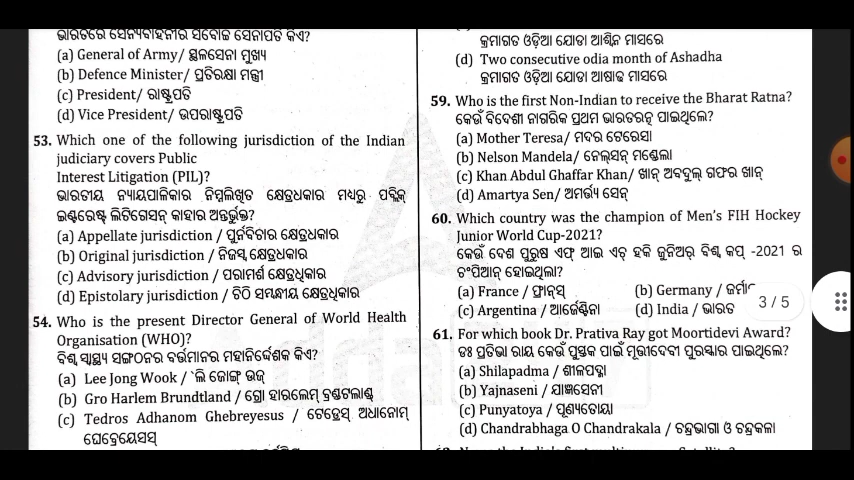 ଭାରତରେ ସୈନ୍ୟବାହିନୀର ସର୍ବୋଚ୍ଚ ସେନାପତି କିଏ?
(a) General of Army/ ସ୍ଥଳସେନା ମୁଖ୍ୟ
(b) Defence Minister/ ପ୍ରତିରକ୍ଷା ମନ୍ତ୍ରୀ
(c) President/ ରାଷ୍ଟ୍ରପତି
(d) Vice President/ ଉପରାଷ୍ଟ୍ରପତି
53. Which one of the following jurisdiction of the Indian
judiciary covers Public
Interest Litigation (PIL)?
ଭାରତୀୟ ନ୍ୟାୟପାଳିକାର ନିମ୍ନଲିଖିତ କ୍ଷେତ୍ରାଧିକାର ମଧ୍ୟରୁ ପବ୍ଲିକ୍
ଇଣ୍ଟରେଷ୍ଟ ଲିଟିଗେସନ୍ କାହାର ଅନ୍ତର୍ଭୁକ୍ତ?
(a) Appellate jurisdiction / ପୁନର୍ବିଚାର କ୍ଷେତ୍ରାଧିକାର
(b) Original jurisdiction / ନିଜସ୍ୱ କ୍ଷେତ୍ରାଧିକାର
(c) Advisory jurisdiction / ପରାମର୍ଶ କ୍ଷେତ୍ରାଧିକାର
(d) Epistolary jurisdiction / ଚିଠି ସମ୍ବନ୍ଧୀୟ କ୍ଷେତ୍ରାଧିକାର
54. Who is the present Director General of World Health
Organisation (WHO)?
ବିଶ୍ୱ ସ୍ୱାସ୍ଥ୍ୟ ସଙ୍ଗଠନର ବର୍ତ୍ତମାନର ମହାନିର୍ଦ୍ଦେଶକ କିଏ?
(a) Lee Jong Wook / ଲି ଜୋଙ୍ଗ୍ ଉକ୍
(b) Gro Harlem Brundtland / ଗ୍ରୋ ହାରଲେମ୍ ବ୍ରଣ୍ଡଟଲାଣ୍ଡ
(c) Tedros Adhanom Ghebreyesus / ଟେଡ୍ରେସ୍ ଅଧାନୋମ୍
ଘେବ୍ରେୟେସସ୍
କ୍ରମାଗତ ଓଡ଼ିଆ ଯୋଡା ଆଶ୍ୱିନ ମାସରେ
(d) Two consecutive odia month of Ashadha
କ୍ରମାଗତ ଓଡ଼ିଆ ଯୋଡା ଆଷାଢ ମାସରେ
59. Who is the first Non-Indian to receive the Bharat Ratna?
କେଉଁ ବିଦେଶୀ ନାଗରିକ ପ୍ରଥମ ଭାରତରତ୍ନ ପାଇଥିଲେ?
(a) Mother Teresa/ ମଦର ଟେରେସା
(b) Nelson Mandela/ ନେଲ୍‌ସନ୍ ମଣ୍ଡେଲା
(c) Khan Abdul Ghaffar Khan/ ଖାନ୍ ଅବଦୁଲ୍ ଗଫର ଖାନ୍
(d) Amartya Sen/ ଅମର୍ତ୍ତ୍ୟ ସେନ୍
60. Which country was the champion of Men's FIH Hockey
Junior World Cup-2021?
କେଉଁ ଦେଶ ପୁରୁଷ ଏଫ୍ ଆଇ ଏଚ୍ ହକି ଜୁନିଅର୍ ବିଶ୍ୱ କପ୍ -2021 ର
ଚଂପିଆନ୍ ହୋଇଥିଲା?
(a) France / ଫ୍ରାନ୍ସ୍ (b) Germany /
(c) Argentina / ଆର୍ଜେଣ୍ଟିନା (d) India / ଭାରତ
3 / 5
61. For which book Dr. Prativa Ray got Moortidevi Award?
ଡଃ ପ୍ରତିଭା ରାୟ କେଉଁ ପୁସ୍ତକ ପାଇଁ ମୂର୍ତ୍ତୀଦେବୀ ପୁରସ୍କାର ପାଇଥିଲେ?
(a) Shilapadma / ଶୀଳପଦ୍ମା
(b) Yajnaseni / ଯାଜ୍ଞସେନୀ
(c) Punyatoya / ପୂଣ୍ୟତୋୟା
(d) Chandrabhaga O Chandrakala / ଚନ୍ଦ୍ରଭାଗା ଓ ଚନ୍ଦ୍ରକଳା